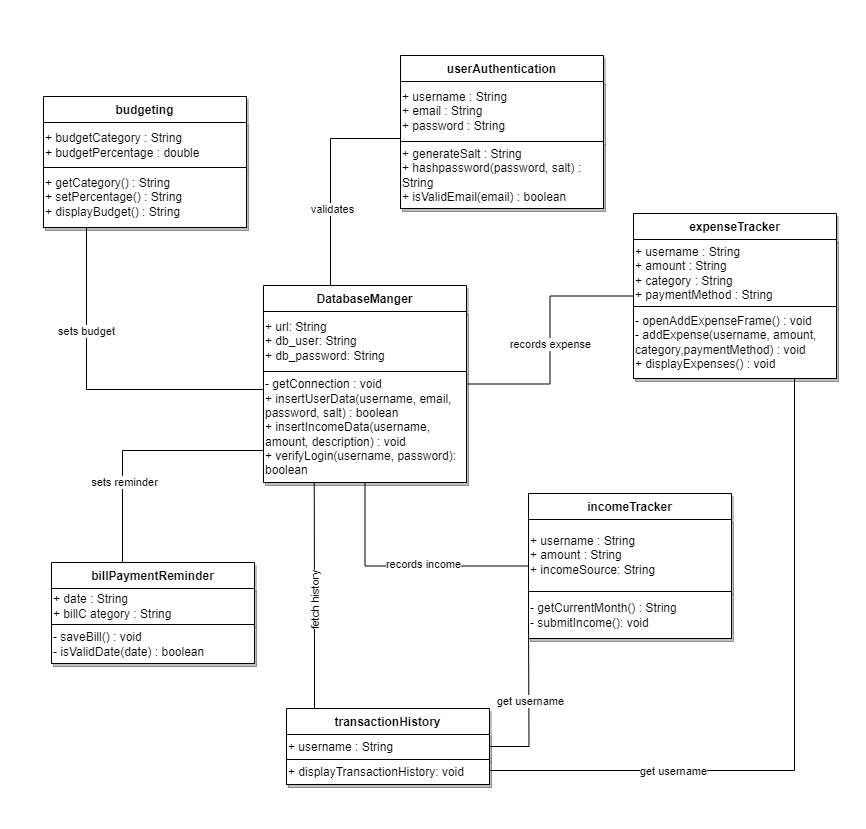 userAuthentication
+ username : String
+ email : String
+ password : String
+ generateSalt : String
+ hashpassword(password, salt) :
String
+ isValidEmail(email) : boolean
budgeting
+ budgetCategory : String
+ budgetPercentage : double
+ getCategory() : String
+ setPercentage() : String
+ displayBudget() : String
validates
expenseTracker
+ username : String
+ amount : String
+ category : String
+ paymentMethod : String
- openAddExpenseFrame() : void
- addExpense(username, amount,
category,paymentMethod) : void
+ displayExpenses() : void
DatabaseManger
+ url: String
+ db_user: String
+ db_password: String
- getConnection : void
+ insertUserData(username, email,
password, salt) : boolean
+ insertIncomeData(username,
amount, description) : void
+ verifyLogin(username, password):
boolean
sets budget
records expense
sets reminder
incomeTracker
+ username : String
+ amount : String
+ incomeSource: String
- getCurrentMonth() : String
- submitIncome(): void
records income
billPaymentReminder
+ date : String
+ billC ategory : String
- saveBill() : void
- isValidDate(date) : boolean
fetch history
get username
transactionHistory
+ username : String
+ displayTransactionHistory: void
get username